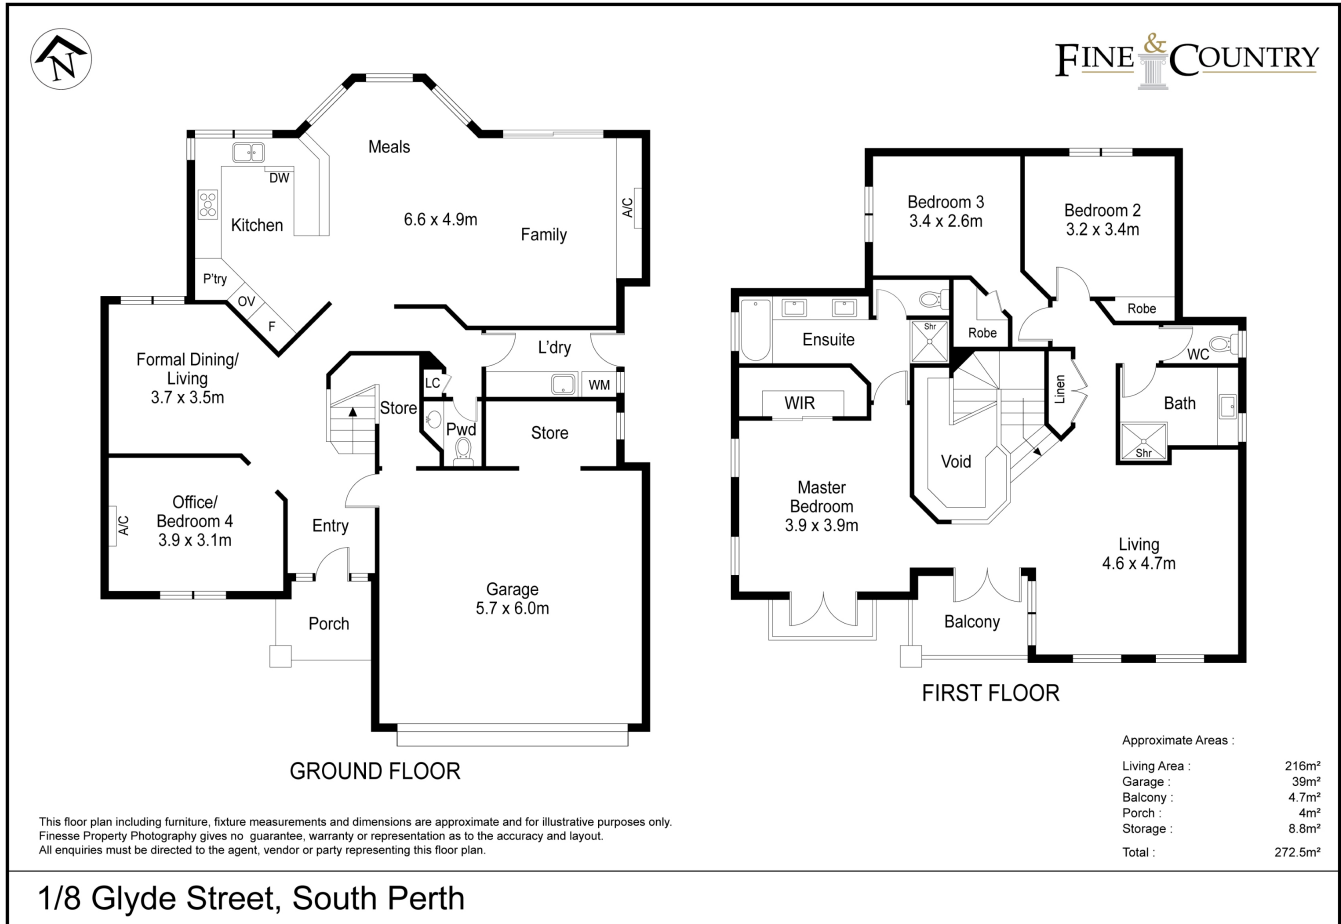 N
FINE & COUNTRY
Meals
DW
Kitchen
6.6 x 4.9m
Family
A/C
P'try
OV
F
Formal Dining/
Living
3.7 x 3.5m
L'dry
WM
LC
Store
Pwd
Store
Office/
Bedroom 4
3.9 x 3.1m
A/C
Entry
Garage
5.7 x 6.0m
Porch
GROUND FLOOR
Bedroom 3
3.4 x 2.6m
Bedroom 2
3.2 x 3.4m
Robe
Robe
Ensuite
Shr
WC
Linen
WIR
Bath
Shr
Void
Master
Bedroom
3.9 x 3.9m
Living
4.6 x 4.7m
Balcony
FIRST FLOOR
Approximate Areas :
Living Area : 216m²
Garage : 39m²
Balcony : 4.7m²
Porch : 4m²
Storage : 8.8m²
Total : 272.5m²
This floor plan including furniture, fixture measurements and dimensions are approximate and for illustrative purposes only.
Finesse Property Photography gives no guarantee, warranty or representation as to the accuracy and layout.
All enquiries must be directed to the agent, vendor or party representing this floor plan.
1/8 Glyde Street, South Perth